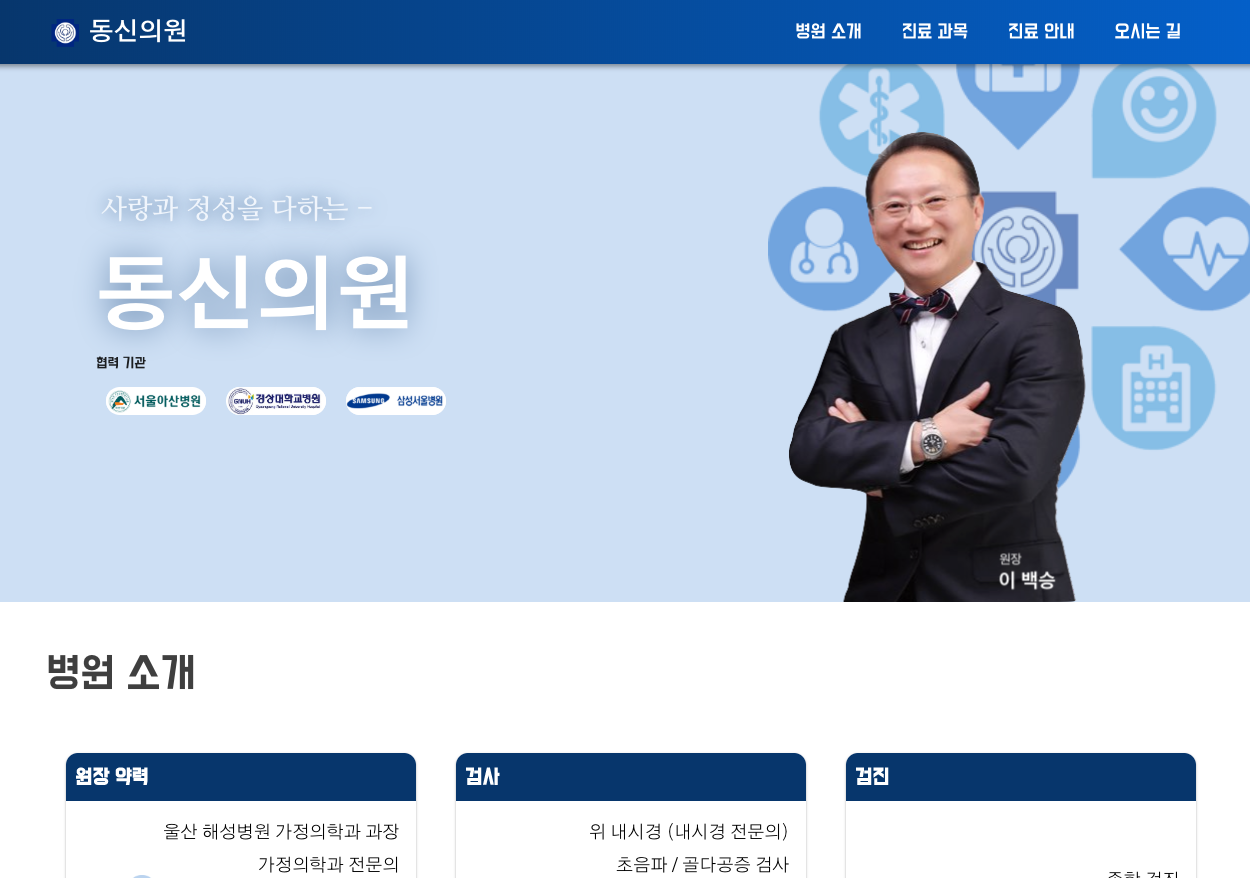 동신의원
병원 소개
진료 과목
진료 안내
오시는 길
사랑과 정성을 다하는 -
동신의원
협력 기관
서울아산병원
GNUH 경상대학교병원
Gyeongsang National University Hospital
SAMSUNG 삼성서울병원
H
원장
이 백승
병원 소개
원장 약력
울산 해성병원 가정의학과 과장
가정의학과 전문의
검사
위 내시경 (내시경 전문의)
초음파 / 골다공증 검사
검진